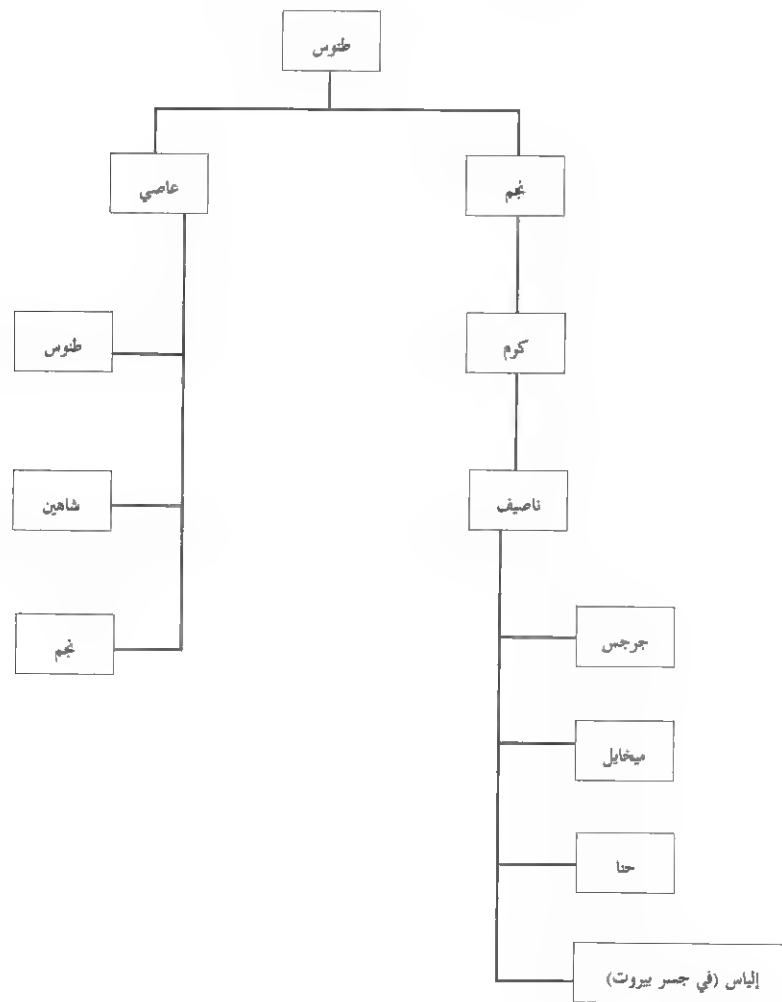 طنوس
نجم
عاصي
كرم
طنوس
ناصيف
شاهين
جرجس
نجم
ميخايل
حنا
إلياس (في جسر بيروت)